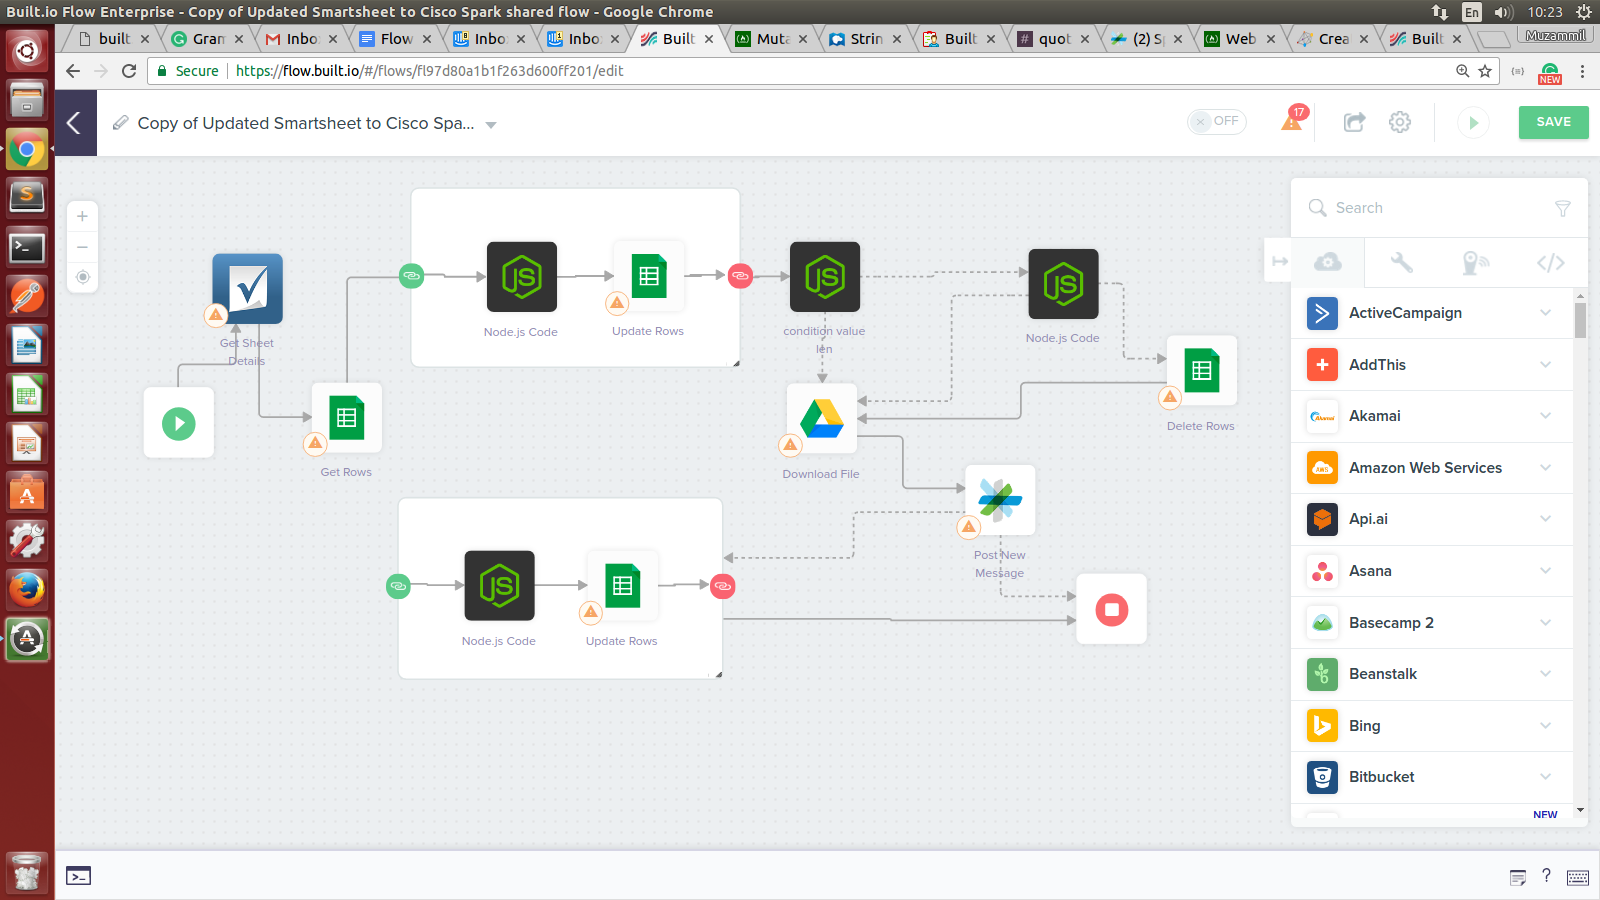 Built.io Flow Enterprise - Copy of Updated Smartsheet to Cisco Spark shared flow - Google Chrome
En 10:23
built Gran Inbo Flow Inbo Inbo Built Muta Strin Built quot (2) S Web Crea Built Muzammil
Secure https://flow.built.io/#/flows/fl97d80a1b1f263d600ff201/edit
NEW
Copy of Updated Smartsheet to Cisco Spa...
OFF
17
SAVE
Search
Node.js Code
Update Rows
condition value
len
Node.js Code
Get Sheet
Details
Get Rows
Download File
Delete Rows
Post New
Message
Node.js Code
Update Rows
ActiveCampaign
AddThis
Akamai
Amazon Web Services
Api.ai
Asana
Basecamp 2
Beanstalk
Bing
Bitbucket
NEW